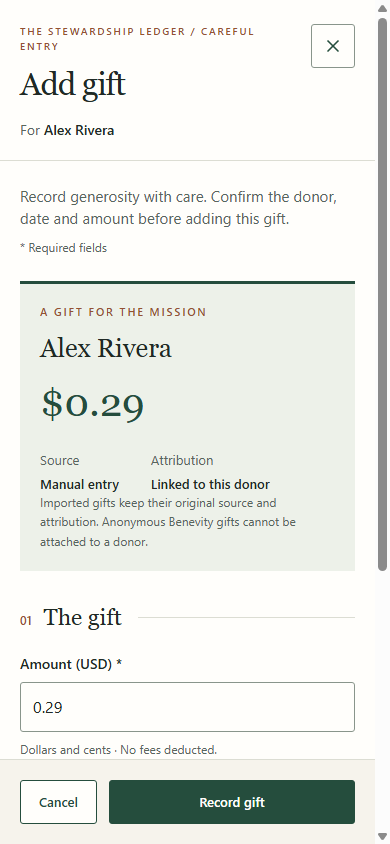 THE STEWARDSHIP LEDGER / CAREFUL
ENTRY
Add gift
For Alex Rivera
Record generosity with care. Confirm the donor,
date and amount before adding this gift.
* Required fields
A GIFT FOR THE MISSION
Alex Rivera
$0.29
Source Attribution
Manual entry Linked to this donor
Imported gifts keep their original source and
attribution. Anonymous Benevity gifts cannot be
attached to a donor.
01 The gift
Amount (USD) *
0.29
Dollars and cents · No fees deducted.
Cancel Record gift